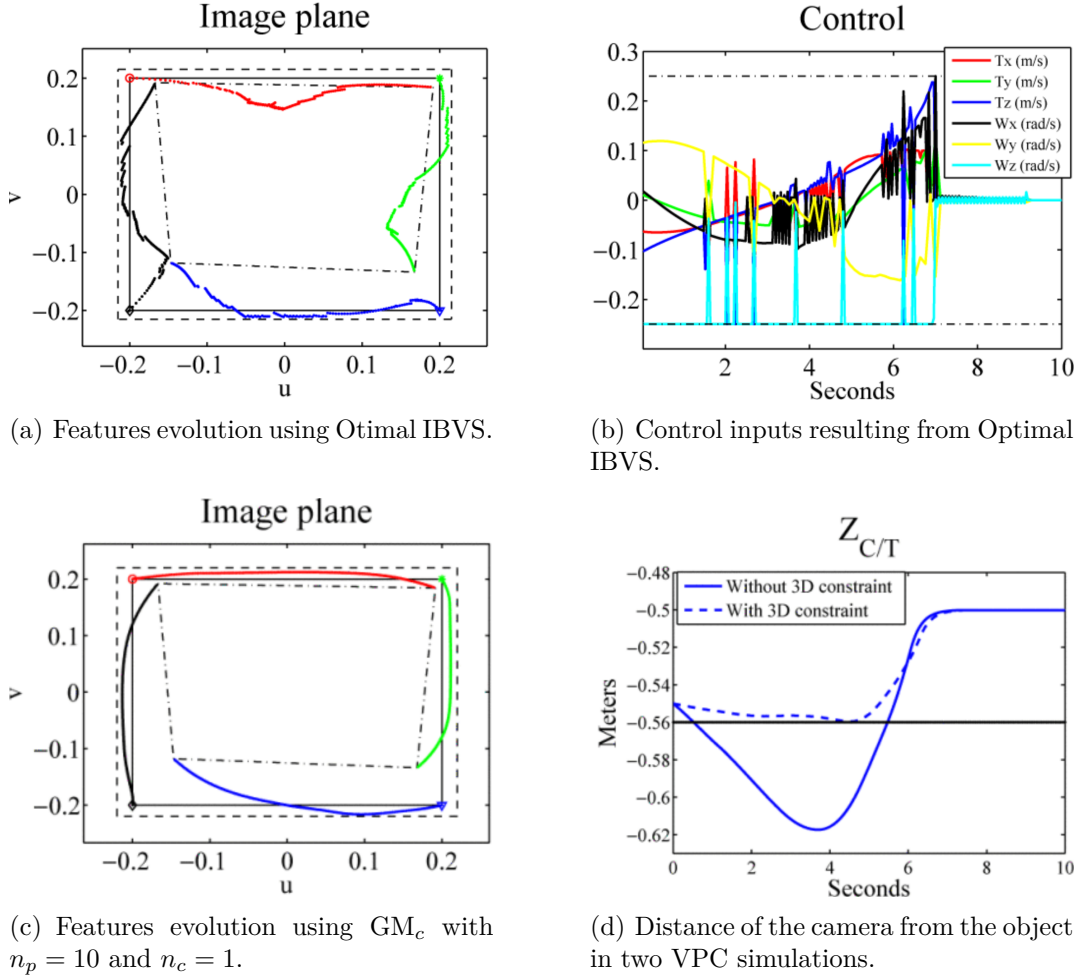 Image plane
0.2
0.1
0
−0.1
−0.2
v
−0.2 −0.1 0 0.1 0.2
u
(a) Features evolution using Otimal IBVS.
Control
0.3
0.2
0.1
0
−0.1
−0.2
Tx (m/s)
Ty (m/s)
Tz (m/s)
Wx (rad/s)
Wy (rad/s)
Wz (rad/s)
2 4 6 8 10
Seconds
(b) Control inputs resulting from Optimal
IBVS.
Image plane
0.2
0.1
0
−0.1
−0.2
v
−0.2 −0.1 0 0.1 0.2
u
(c) Features evolution using GMc with
np = 10 and nc = 1.
Z C/T
−0.48
−0.5
−0.52
−0.54
−0.56
−0.58
−0.6
−0.62
Meters
Without 3D constraint
With 3D constraint
0 2 4 6 8 10
Seconds
(d) Distance of the camera from the object
in two VPC simulations.